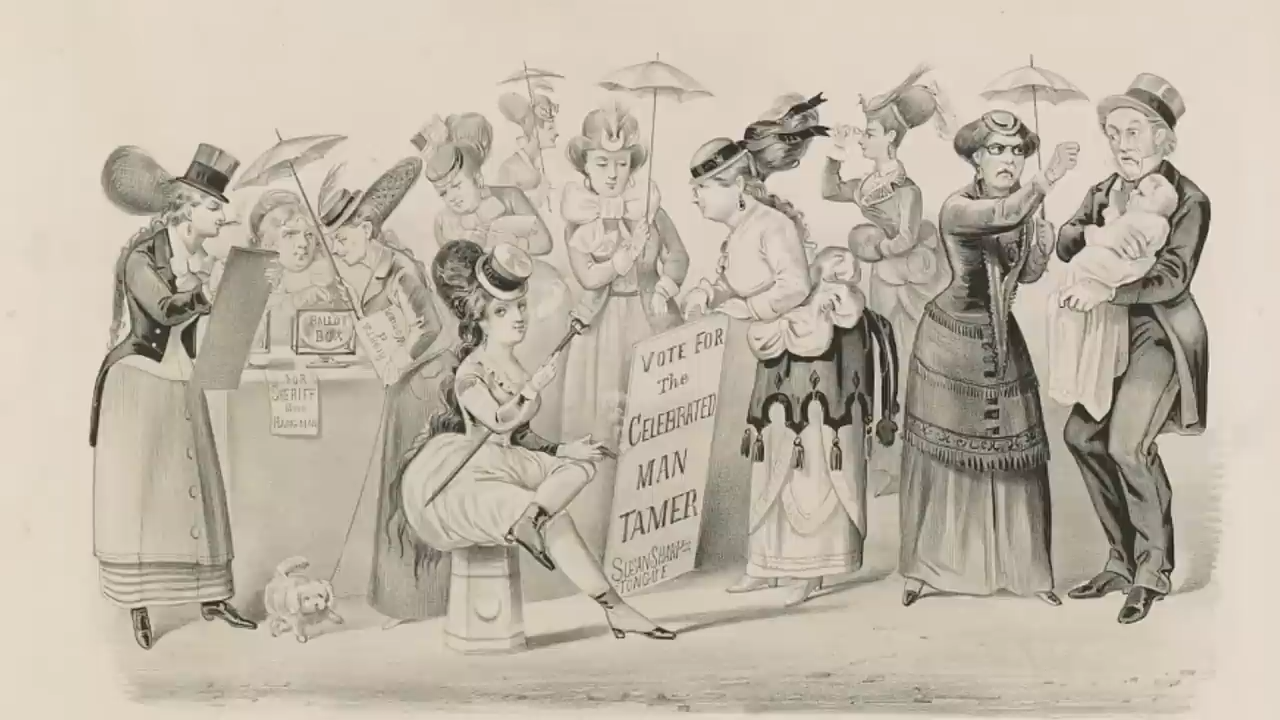 BALLOT
BOX
FOR
SHERIFF
HANGMAN
VOTE FOR
The
CELEBRATED
MAN
TAMER
SUSAN SHARP
TONGUE